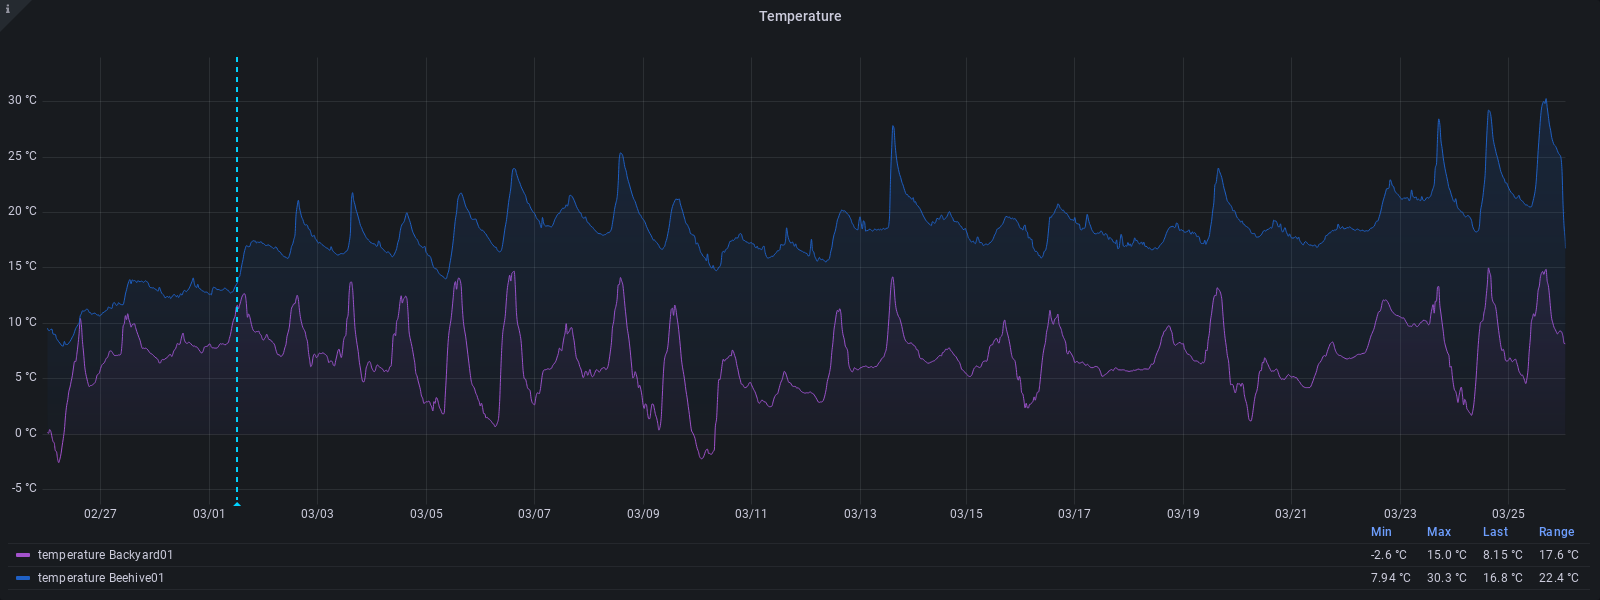 i
Temperature
30 °C
25 °C
20 °C
15 °C
10 °C
5 °C
0 °C
-5 °C
02/27 03/01 03/03 03/05 03/07 03/09 03/11 03/13 03/15 03/17 03/19 03/21 03/23 03/25
Min Max Last Range
temperature Backyard01 -2.6 °C 15.0 °C 8.15 °C 17.6 °C
temperature Beehive01 7.94 °C 30.3 °C 16.8 °C 22.4 °C